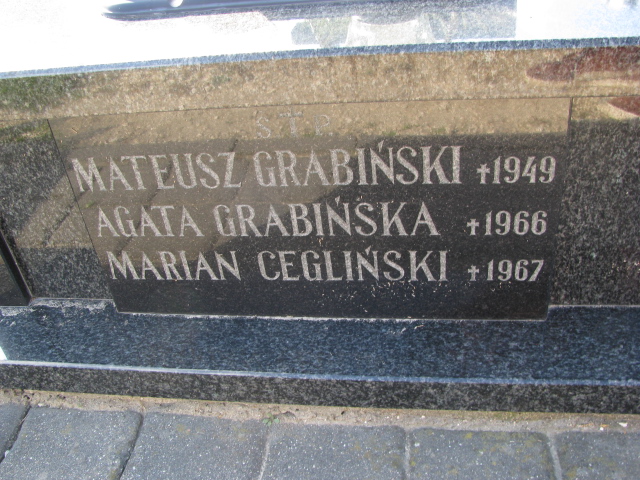 Ś.T.P.
MATEUSZ GRABIŃSKI ✝1949
AGATA GRABIŃSKA ✝1966
MARIAN CEGLIŃSKI ✝1967